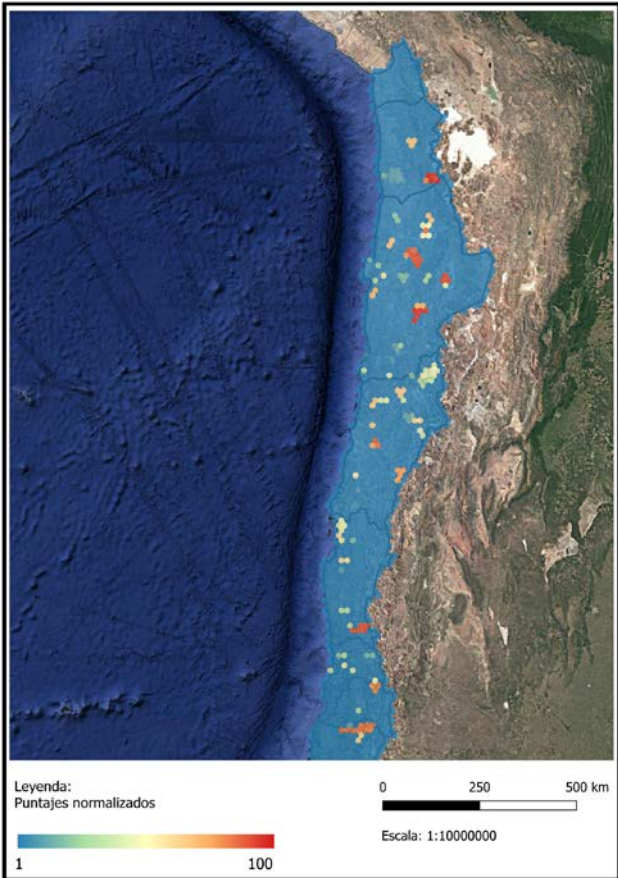 Leyenda:
Puntajes normalizados
1
100
0
250
500 km
Escala: 1:10000000